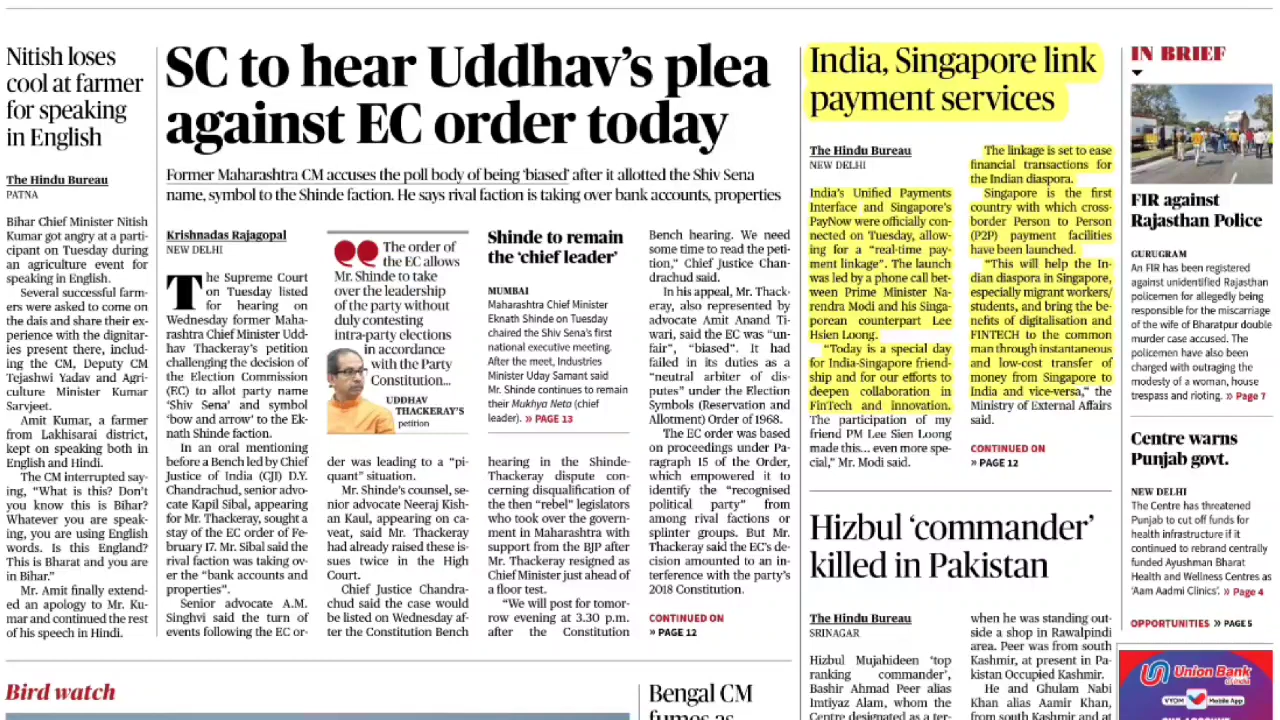 Nitish loses
cool at farmer
for speaking
in English
The Hindu Bureau
PATNA
Bihar Chief Minister Nitish
Kumar got angry at a parti-
cipant on Tuesday during
an agriculture event for
speaking in English.
Several successful farm-
ers were asked to come on
the dais and share their ex-
perience with the dignitar-
ies present there, includ-
ing the CM, Deputy CM
Tejashwi Yadav and Agri-
culture Minister Kumar
Sarvjeet.
Amit Kumar, a farmer
from Lakhisarai district,
kept on speaking both in
English and Hindi.
The CM interrupted say-
ing, “What is this? Don’t
you know this is Bihar?
Whatever you are speak-
ing, you are using English
words. Is this England?
This is Bharat and you are
in Bihar.”
Mr. Amit finally extend-
ed an apology to Mr. Ku-
mar and continued the rest
of his speech in Hindi.
SC to hear Uddhav’s plea
against EC order today
Former Maharashtra CM accuses the poll body of being ‘biased’ after it allotted the Shiv Sena
name, symbol to the Shinde faction. He says rival faction is taking over bank accounts, properties
Krishnadas Rajagopal
NEW DELHI
The Supreme Court
on Tuesday listed
for hearing on
Wednesday former Maha-
rashtra Chief Minister Udd-
hav Thackeray’s petition
challenging the decision of
the Election Commission
(EC) to allot party name
‘Shiv Sena’ and symbol
‘bow and arrow’ to the Ek-
nath Shinde faction.
In an oral mentioning
before a Bench led by Chief
Justice of India (CJI) D.Y.
Chandrachud, senior advo-
cate Kapil Sibal, appearing
for Mr. Thackeray, sought a
stay of the EC order of Fe-
bruary 17. Mr. Sibal said the
rival faction was taking ov-
er the “bank accounts and
properties”.
Senior advocate A.M.
Singhvi said the turn of
events following the EC or-
The order of
the EC allows
Mr. Shinde to take
over the leadership
of the party without
duly contesting
intra-party elections
in accordance
with the Party
Constitution...
UDDHAV
THACKERAY’S
petition
der was leading to a “pi-
quant” situation.
Mr. Shinde’s counsel, se-
nior advocate Neeraj Kish-
an Kaul, appearing on ca-
veat, said Mr. Thackeray
had already raised these is-
sues twice in the High
Court.
Chief Justice Chandra-
chud said the case would
be listed on Wednesday af-
ter the Constitution Bench
Shinde to remain
the ‘chief leader’
MUMBAI
Maharashtra Chief Minister
Eknath Shinde on Tuesday
chaired the Shiv Sena’s first
national executive meeting.
After the meet, Industries
Minister Uday Samant said
Mr. Shinde continues to remain
their Mukhya Neta (chief
leader). » PAGE 13
hearing in the Shinde-
Thackeray dispute con-
cerning disqualification of
the then “rebel” legislators
who took over the govern-
ment in Maharashtra with
support from the BJP after
Mr. Thackeray resigned as
Chief Minister just ahead of
a floor test.
“We will post for tomor-
row evening at 3.30 p.m.
after the Constitution
Bench hearing. We need
some time to read the peti-
tion,” Chief Justice Chan-
drachud said.
In his appeal, Mr. Thack-
eray, also represented by
advocate Amit Anand Ti-
wari, said the EC was “un-
fair”, “biased”. It had
failed in its duties as a
“neutral arbiter of dis-
putes” under the Election
Symbols (Reservation and
Allotment) Order of 1968.
The EC order was based
on proceedings under Pa-
ragraph 15 of the Order,
which empowered it to
identify the “recognised
political party” from
among rival factions or
splinter groups. But Mr.
Thackeray said the EC’s de-
cision amounted to an in-
terference with the party’s
2018 Constitution.
CONTINUED ON
» PAGE 12
India, Singapore link
payment services
The Hindu Bureau
NEW DELHI
India’s Unified Payments
Interface and Singapore’s
PayNow were officially con-
nected on Tuesday, allow-
ing for a “real-time pay-
ment linkage”. The launch
was led by a phone call bet-
ween Prime Minister Na-
rendra Modi and his Singa-
porean counterpart Lee
Hsien Loong.
“Today is a special day
for India-Singapore friend-
ship and for our efforts to
deepen collaboration in
FinTech and innovation.
The participation of my
friend PM Lee Sien Loong
made this... even more spe-
cial,” Mr. Modi said.
The linkage is set to ease
financial transactions for
the Indian diaspora.
Singapore is the first
country with which cross-
border Person to Person
(P2P) payment facilities
have been launched.
“This will help the In-
dian diaspora in Singapore,
especially migrant workers/
students, and bring the be-
nefits of digitalisation and
FINTECH to the common
man through instantaneous
and low-cost transfer of
money from Singapore to
India and vice-versa,” the
Ministry of External Affairs
said.
CONTINUED ON
» PAGE 12
Hizbul ‘commander’
killed in Pakistan
The Hindu Bureau
SRINAGAR
Hizbul Mujahideen ‘top
ranking commander’,
Bashir Ahmad Peer alias
Imtiyaz Alam, whom the
Centre designated as a ter-
when he was standing out-
side a shop in Rawalpindi
area. Peer was from south
Kashmir, at present in Pa-
kistan Occupied Kashmir.
He and Ghulam Nabi
Khan alias Aamir Khan,
from south Kashmir and at
IN BRIEF
FIR against
Rajasthan Police
GURUGRAM
An FIR has been registered
against unidentified Rajasthan
policemen for allegedly being
responsible for the miscarriage
of the wife of Bharatpur double
murder case accused. The
policemen have also been
charged with outraging the
modesty of a woman, house
trespass and rioting. » Page 7
Centre warns
Punjab govt.
NEW DELHI
The Centre has threatened
Punjab to cut off funds for
health infrastructure if it
continued to rebrand centrally
funded Ayushman Bharat
Health and Wellness Centres as
‘Aam Aadmi Clinics’. » Page 4
OPPORTUNITIES » PAGE 5
Union Bank
of India
VYOM Mobile App
Bird watch
Bengal CM
fumes as